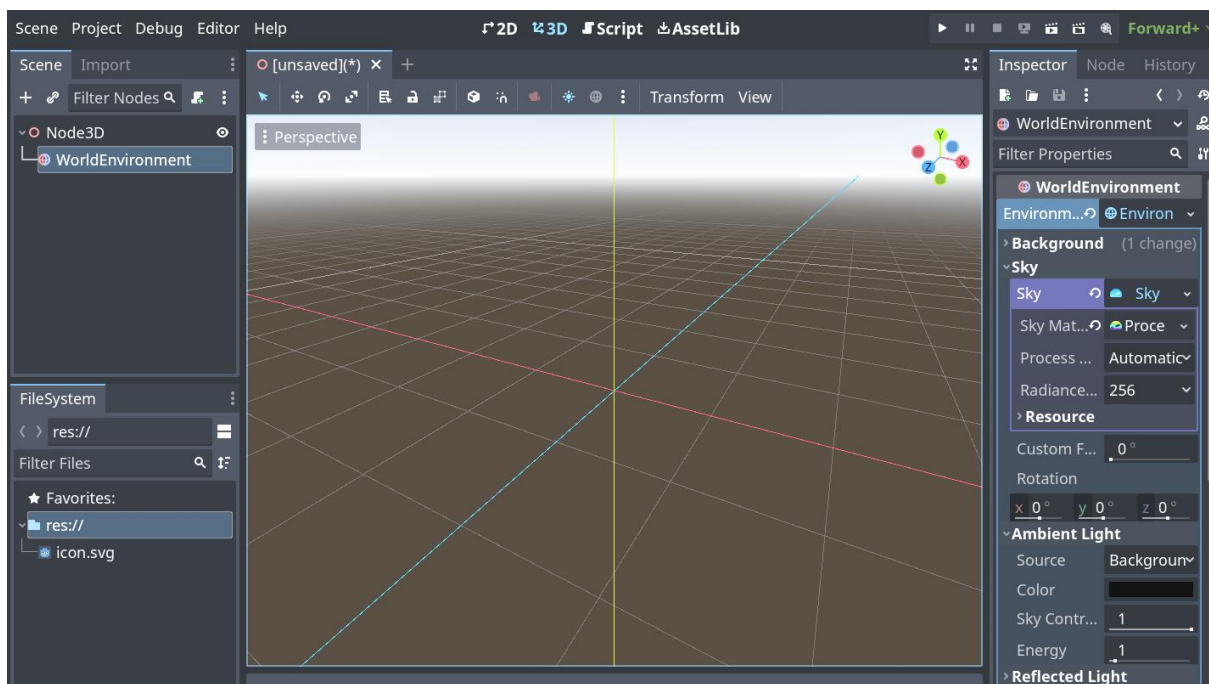 Scene Project Debug Editor Help 2D 3D Script AssetLib Forward+
Scene Import
[unsaved](*)
Inspector Node History
Filter Nodes
Transform View
Node3D
WorldEnvironment
Perspective
Y
X
Z
WorldEnvironment
Filter Properties
WorldEnvironment
Environm... Environ
Background (1 change)
Sky
Sky Sky
Sky Mat... Proce
Process ... Automatic
Radiance... 256
Resource
Custom F... 0 °
Rotation
x 0 ° y 0 ° z 0 °
Ambient Light
Source Backgroun
Color
Sky Contr... 1
Energy 1
Reflected Light
FileSystem
res://
Filter Files
Favorites:
res://
icon.svg